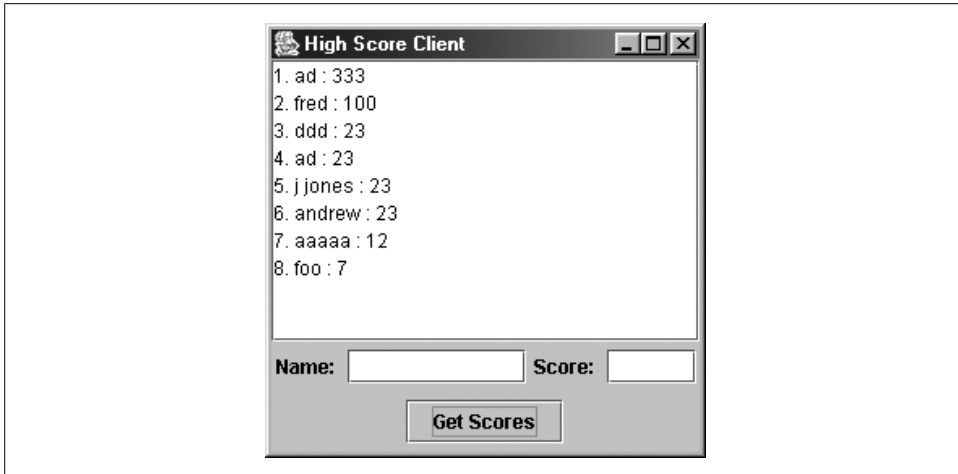 High Score Client
1. ad : 333
2. fred : 100
3. ddd : 23
4. ad : 23
5. j jones : 23
6. andrew : 23
7. aaaaa : 12
8. foo : 7
Name: Score:
Get Scores